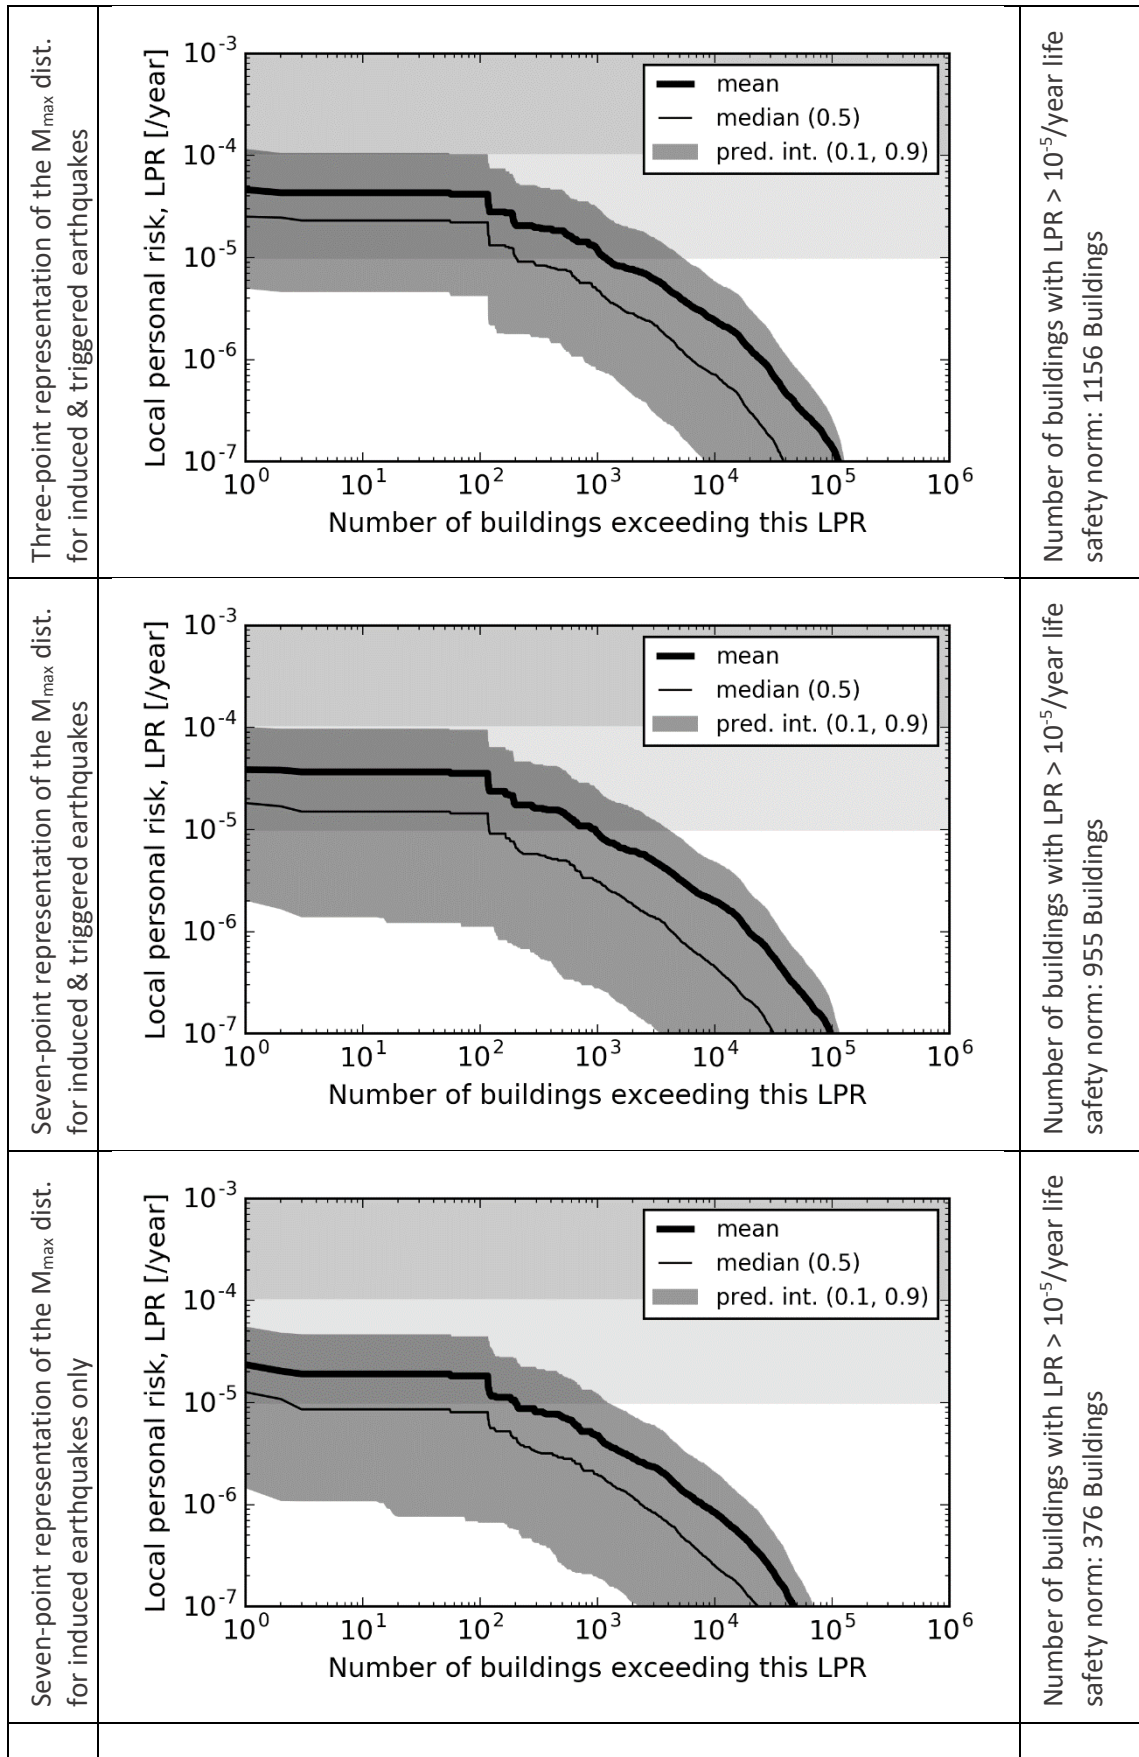 Three-point representation of the Mmax dist.
for induced & triggered earthquakes
Local personal risk, LPR [/year]
10-3
10-4
10-5
10-6
10-7
mean
median (0.5)
pred. int. (0.1, 0.9)
100 101 102 103 104 105 106
Number of buildings exceeding this LPR
Number of buildings with LPR > 10-5/year life
safety norm: 1156 Buildings
Seven-point representation of the Mmax dist.
for induced & triggered earthquakes
Local personal risk, LPR [/year]
10-3
10-4
10-5
10-6
10-7
mean
median (0.5)
pred. int. (0.1, 0.9)
100 101 102 103 104 105 106
Number of buildings exceeding this LPR
Number of buildings with LPR > 10-5/year life
safety norm: 955 Buildings
Seven-point representation of the Mmax dist.
for induced earthquakes only
Local personal risk, LPR [/year]
10-3
10-4
10-5
10-6
10-7
mean
median (0.5)
pred. int. (0.1, 0.9)
100 101 102 103 104 105 106
Number of buildings exceeding this LPR
Number of buildings with LPR > 10-5/year life
safety norm: 376 Buildings